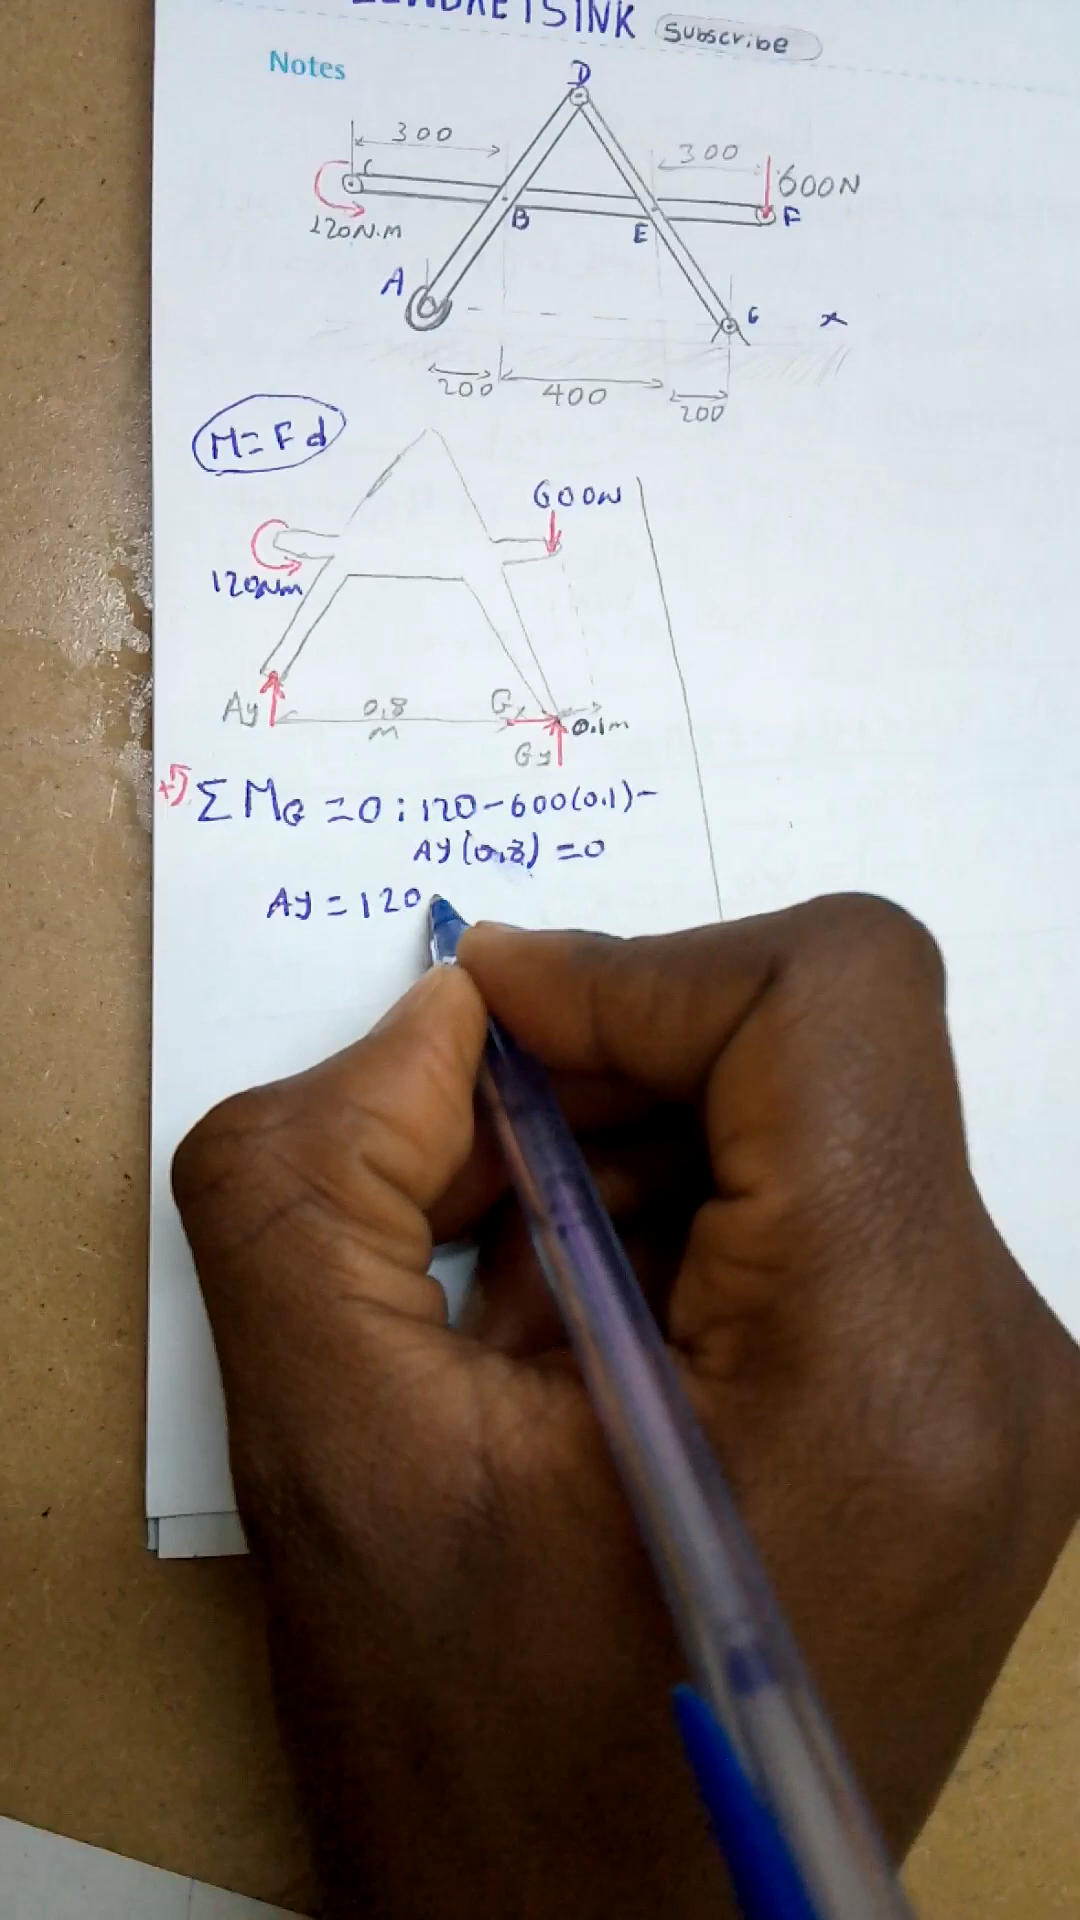 Subscribe
Notes
D
300
300
600N
C
120N.M
B
E
F
A
G
x
200
400
200
M=Fd
600N
120Nm
Ay
0,8
m
Gx
0.1m
Gy
+ ΣMG =0: 120-600(0.1)-
Ay(0,8) =0
Ay = 120